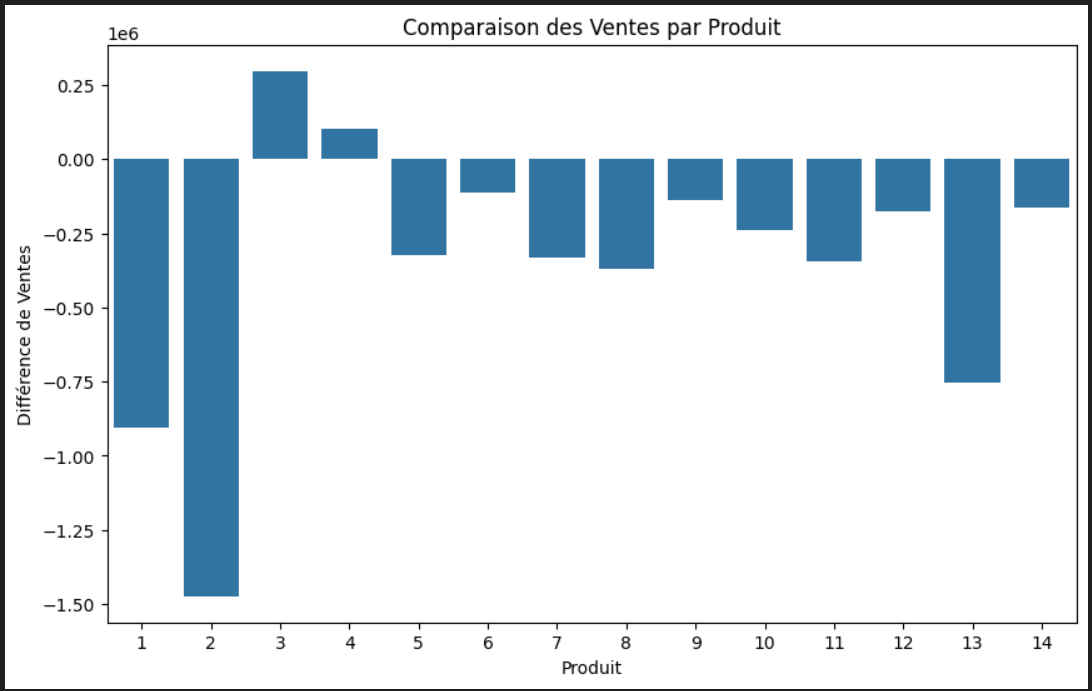 Comparaison des Ventes par Produit
1e6
0.25
0.00
−0.25
−0.50
−0.75
−1.00
−1.25
−1.50
Différence de Ventes
1 2 3 4 5 6 7 8 9 10 11 12 13 14
Produit